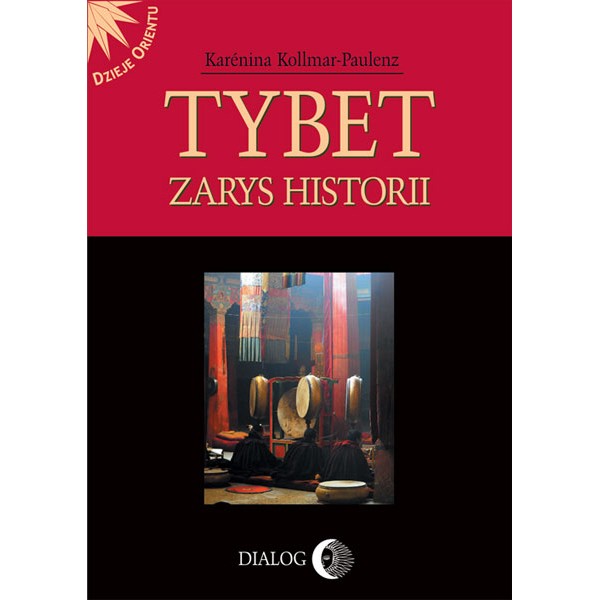 DZIEJE ORIENTU
Karénina Kollmar-Paulenz
TYBET
ZARYS HISTORII
DIALOG